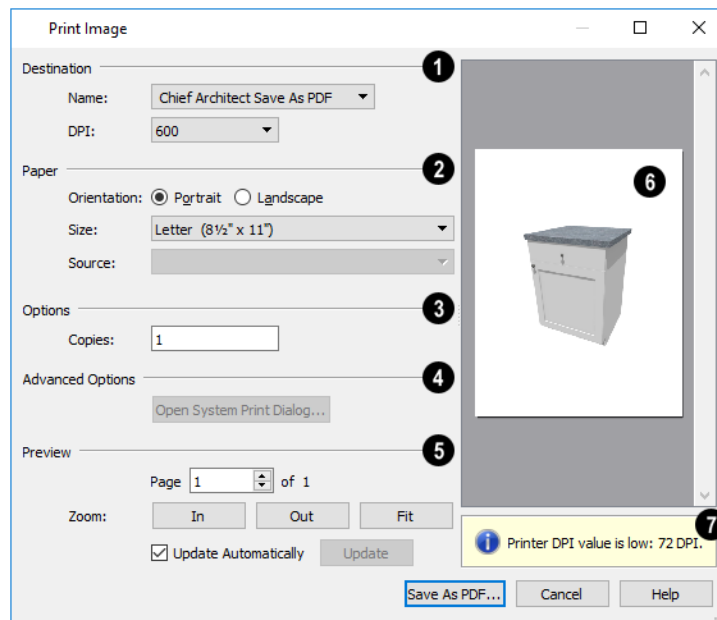 Print Image
Destination 1
Name: Chief Architect Save As PDF
DPI: 600
Paper 2
Orientation: Portrait Landscape
Size: Letter (8½" x 11")
Source:
Options 3
Copies: 1
Advanced Options 4
Open System Print Dialog...
Preview 5
Page 1 of 1
Zoom: In Out Fit
Update Automatically Update
6
7
Printer DPI value is low: 72 DPI.
Save As PDF... Cancel Help